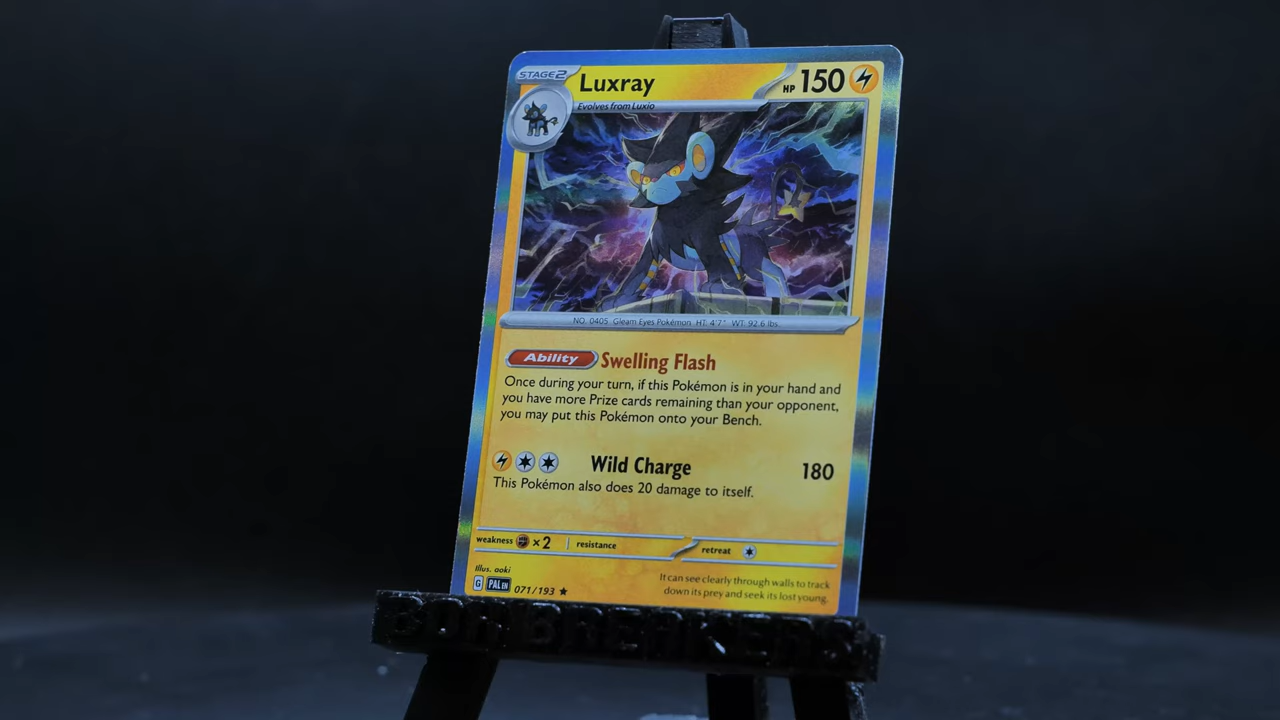 STAGE2
Luxray
HP 150
Evolves from Luxio
NO. 0405 Gleam Eyes Pokémon HT: 4'7" WT: 92.6 lbs.
Ability Swelling Flash
Once during your turn, if this Pokémon is in your hand and
you have more Prize cards remaining than your opponent,
you may put this Pokémon onto your Bench.
Wild Charge 180
This Pokémon also does 20 damage to itself.
weakness ×2 resistance retreat
Illus. aoki
G PAL EN 071/193
It can see clearly through walls to track
down its prey and seek its lost young.
BOX BREAKERS